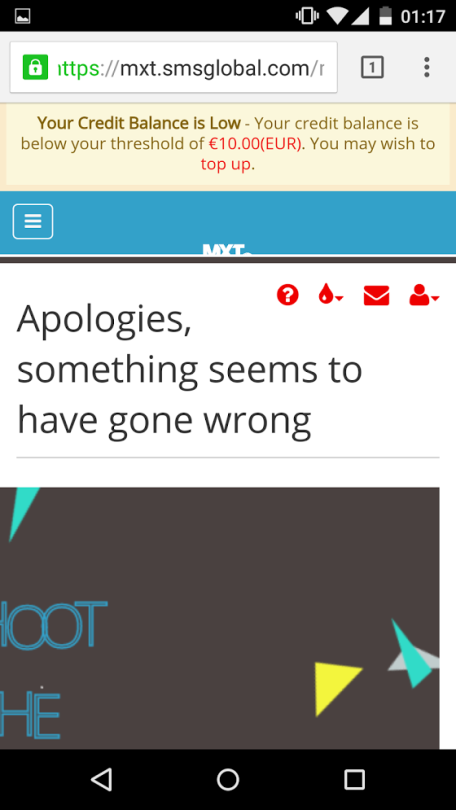 01:17
https://mxt.smsglobal.com/r
1
Your Credit Balance is Low - Your credit balance is
below your threshold of €10.00(EUR). You may wish to
top up.
MXT
Apologies,
something seems to
have gone wrong
HOOT
HE